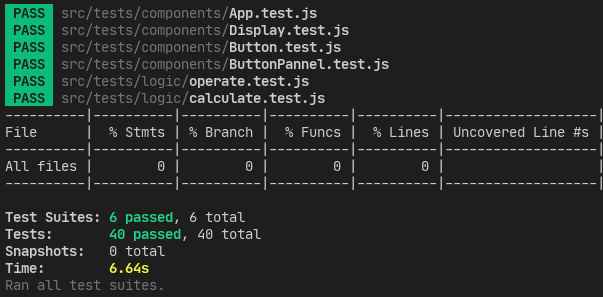 PASS src/tests/components/App.test.js
PASS src/tests/components/Display.test.js
PASS src/tests/components/Button.test.js
PASS src/tests/components/ButtonPannel.test.js
PASS src/tests/logic/operate.test.js
PASS src/tests/logic/calculate.test.js
----------|----------|----------|----------|----------|-------------------|
File      |  % Stmts | % Branch |  % Funcs |  % Lines | Uncovered Line #s |
----------|----------|----------|----------|----------|-------------------|
All files |        0 |        0 |        0 |        0 |                   |
----------|----------|----------|----------|----------|-------------------|
Test Suites: 6 passed, 6 total
Tests:       40 passed, 40 total
Snapshots:   0 total
Time:        6.64s
Ran all test suites.